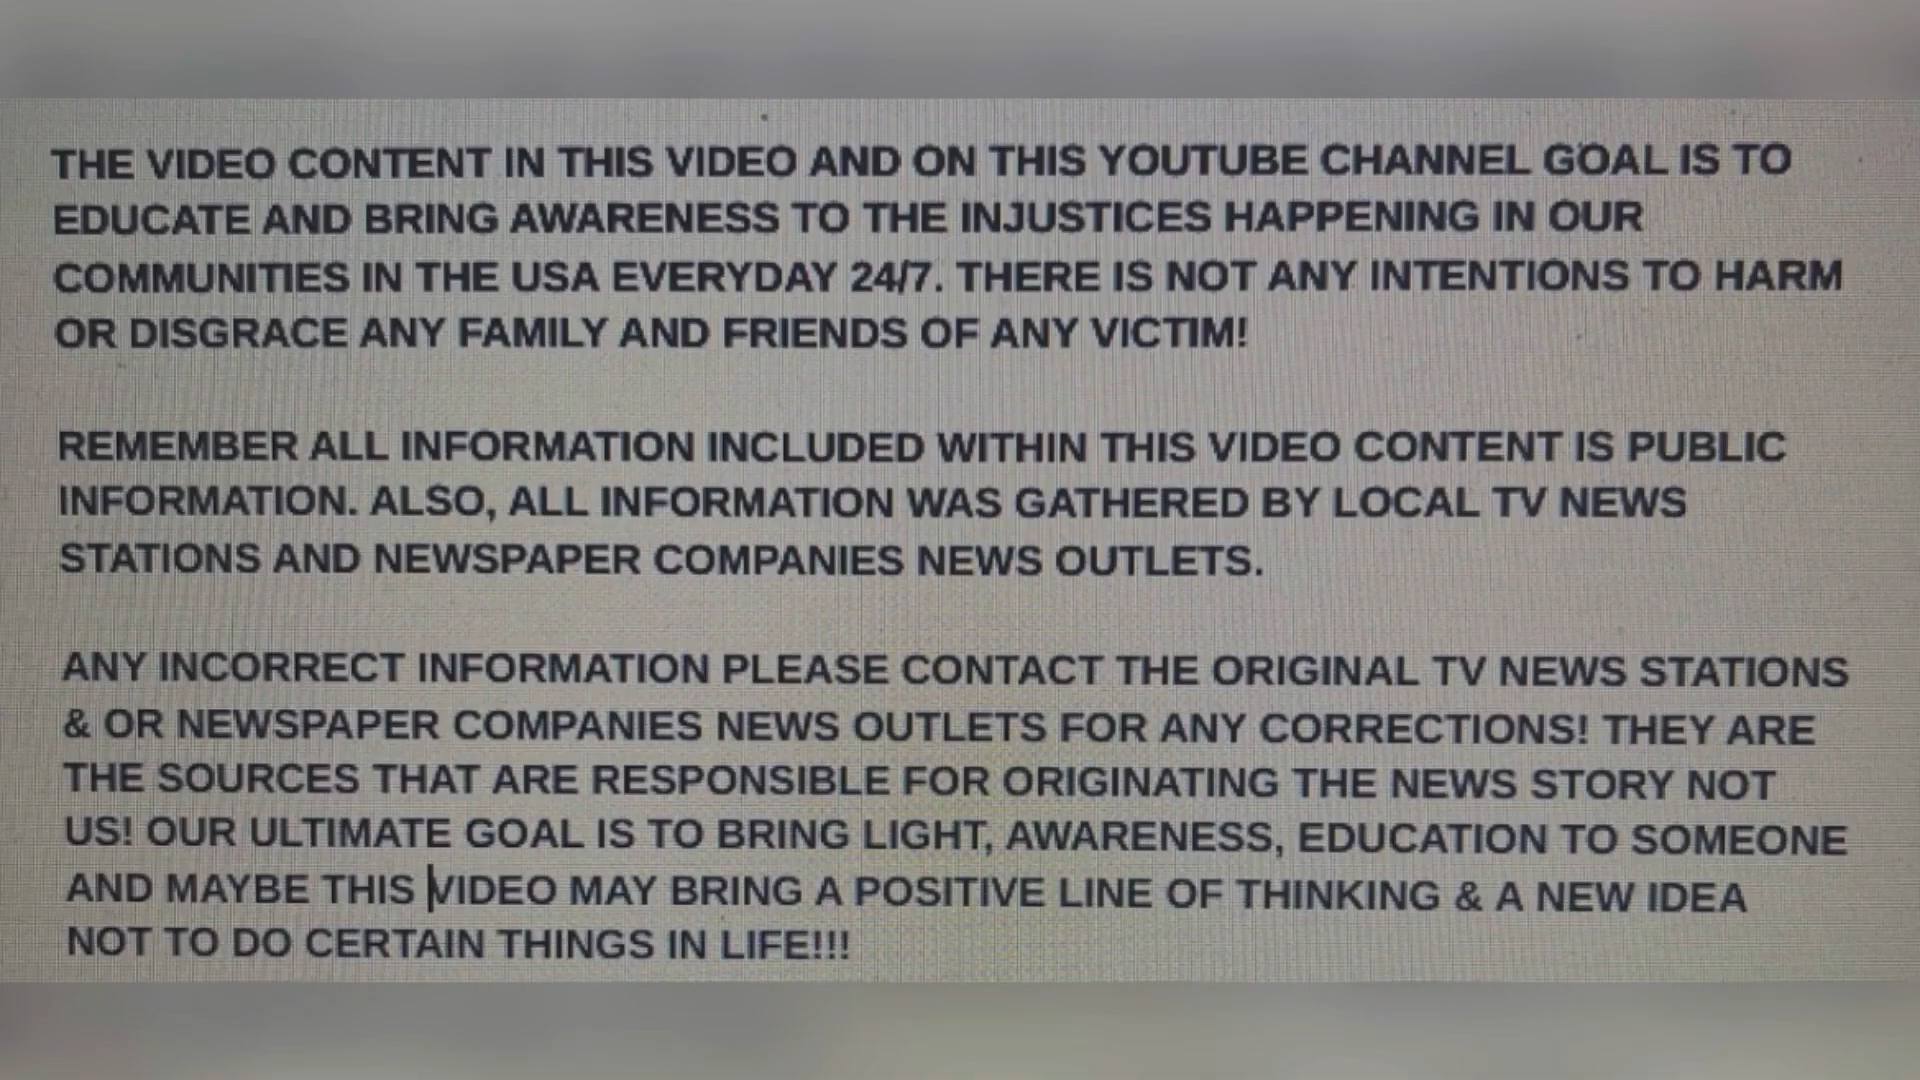 THE VIDEO CONTENT IN THIS VIDEO AND ON THIS YOUTUBE CHANNEL GOAL IS TO
EDUCATE AND BRING AWARENESS TO THE INJUSTICES HAPPENING IN OUR
COMMUNITIES IN THE USA EVERYDAY 24/7. THERE IS NOT ANY INTENTIONS TO HARM
OR DISGRACE ANY FAMILY AND FRIENDS OF ANY VICTIM!
REMEMBER ALL INFORMATION INCLUDED WITHIN THIS VIDEO CONTENT IS PUBLIC
INFORMATION. ALSO, ALL INFORMATION WAS GATHERED BY LOCAL TV NEWS
STATIONS AND NEWSPAPER COMPANIES NEWS OUTLETS.
ANY INCORRECT INFORMATION PLEASE CONTACT THE ORIGINAL TV NEWS STATIONS
& OR NEWSPAPER COMPANIES NEWS OUTLETS FOR ANY CORRECTIONS! THEY ARE
THE SOURCES THAT ARE RESPONSIBLE FOR ORIGINATING THE NEWS STORY NOT
US! OUR ULTIMATE GOAL IS TO BRING LIGHT, AWARENESS, EDUCATION TO SOMEONE
AND MAYBE THIS VIDEO MAY BRING A POSITIVE LINE OF THINKING & A NEW IDEA
NOT TO DO CERTAIN THINGS IN LIFE!!!